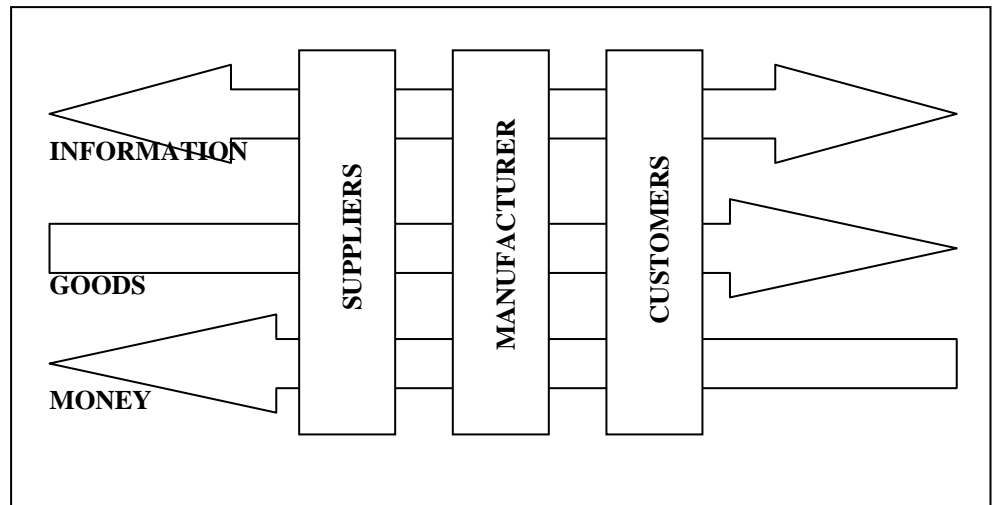 INFORMATION
GOODS
MONEY
SUPPLIERS
MANUFACTURER
CUSTOMERS